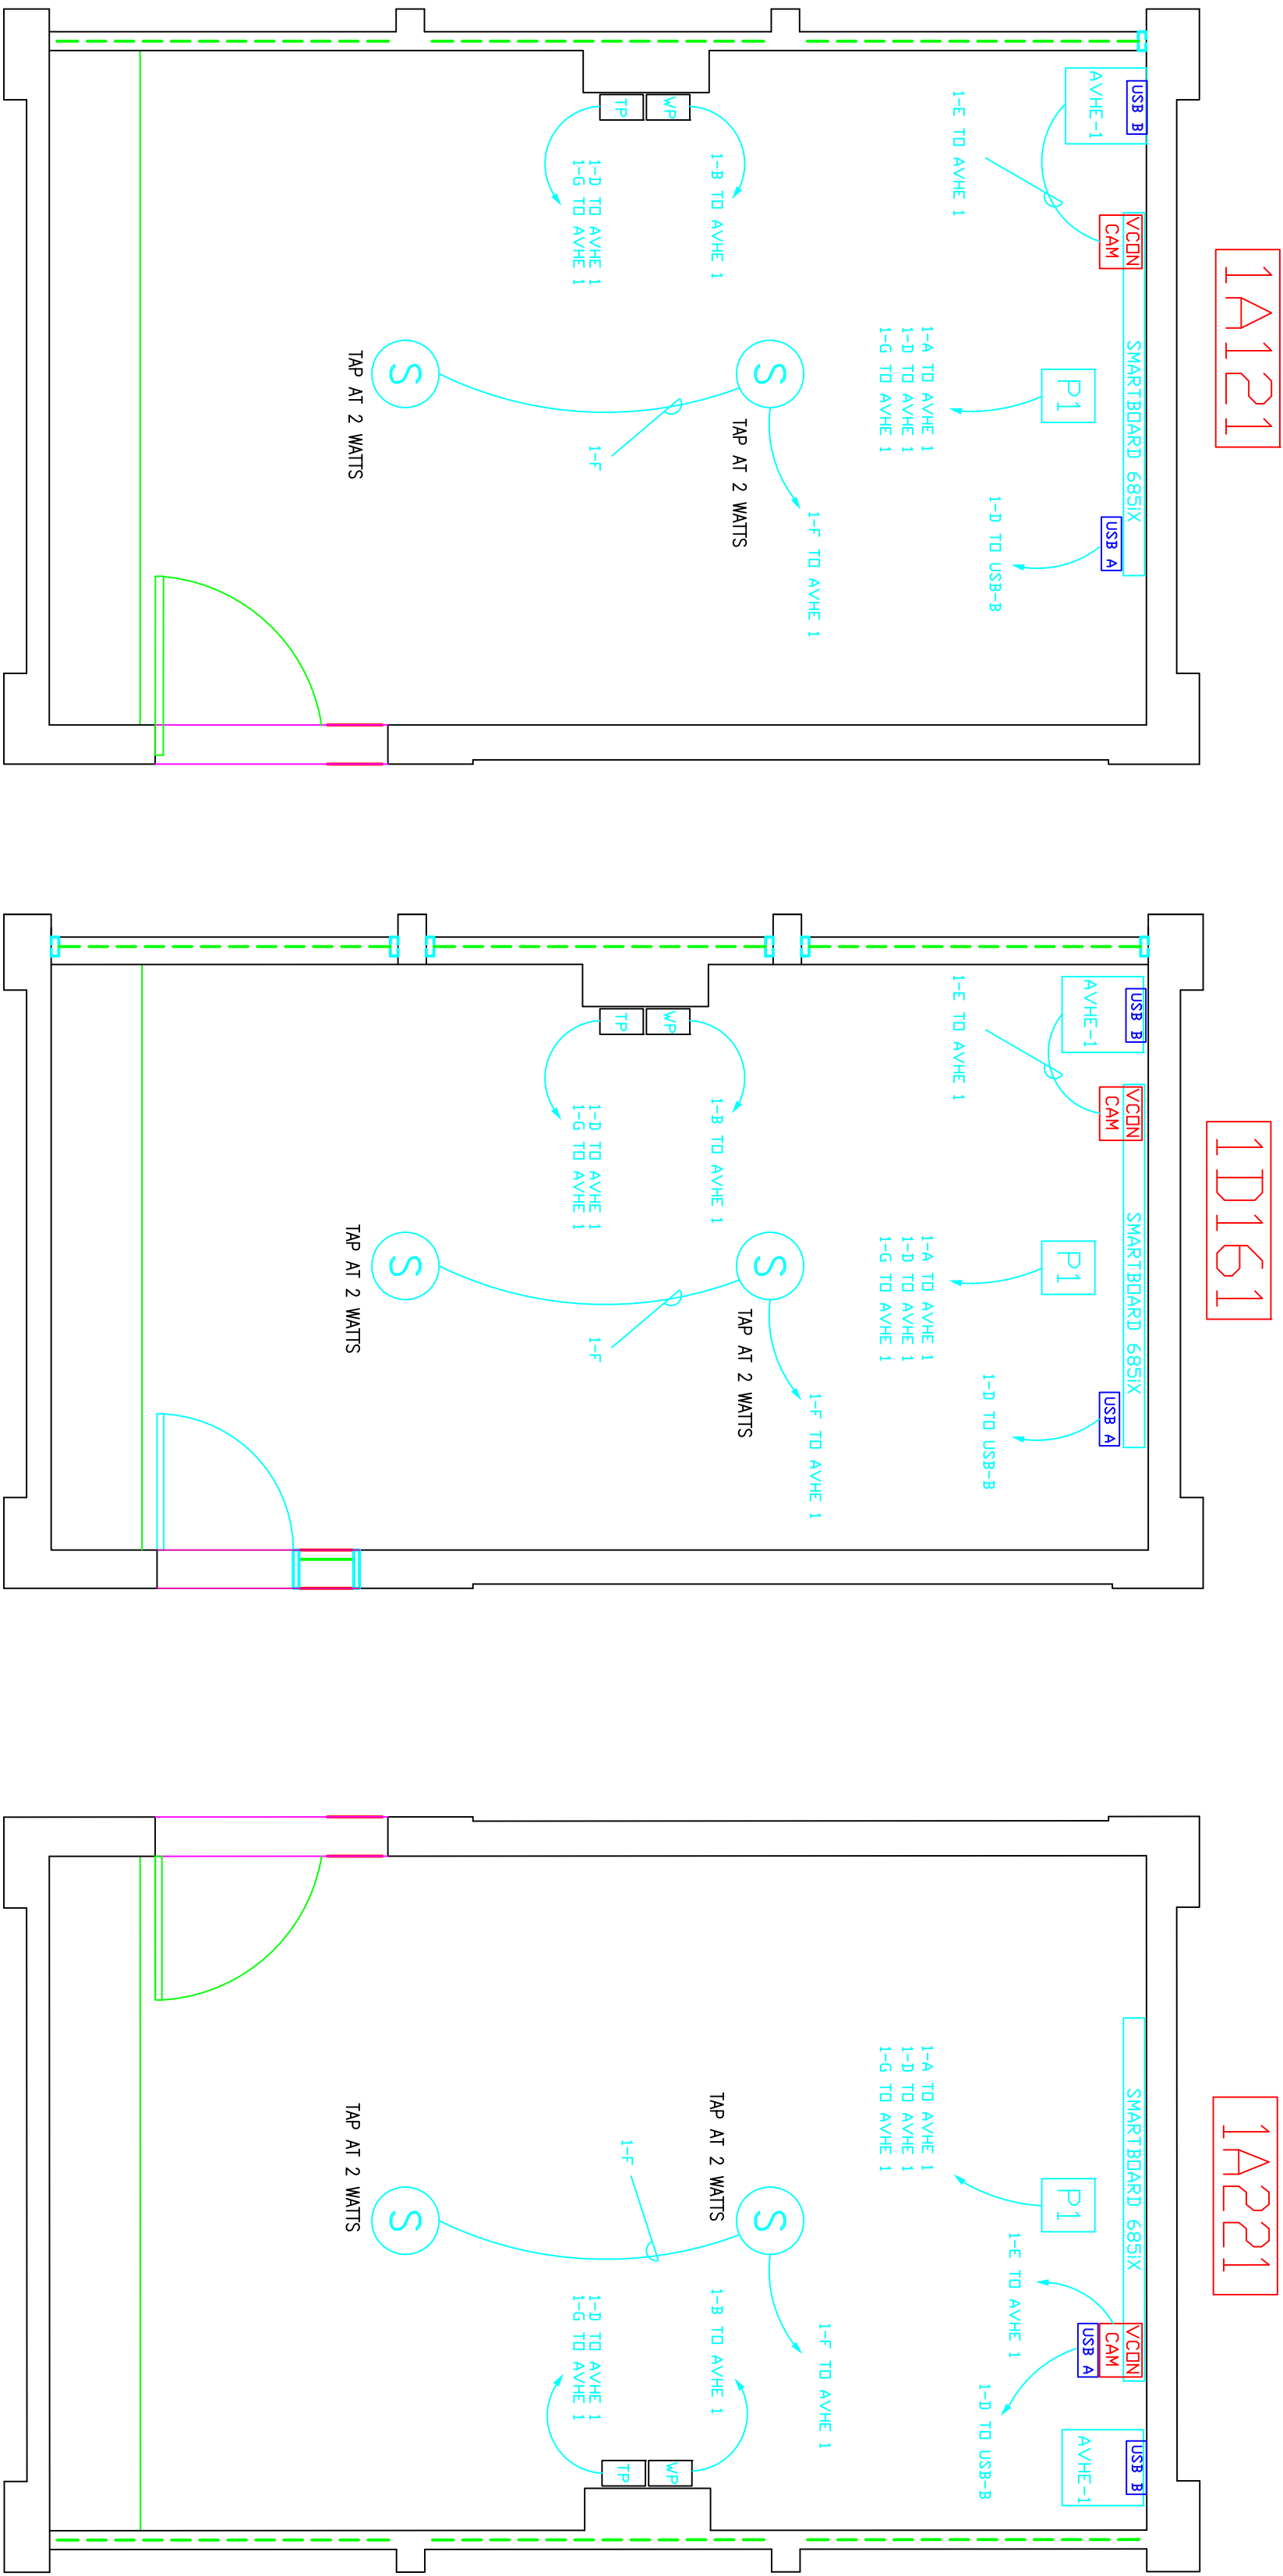 1A121
USB B
AVHE-1
VCON
CAM
SMARTBOARD 685iX
USB A
1-E TO AVHE 1
P1
1-D TO USB-B
1-A TO AVHE 1
1-D TO AVHE 1
1-G TO AVHE 1
1-F TO AVHE 1
S
TAP AT 2 WATTS
1-B TO AVHE 1
WP
TP
1-D TO AVHE 1
1-G TO AVHE 1
1-F
S
TAP AT 2 WATTS
1D161
USB B
AVHE-1
VCON
CAM
SMARTBOARD 685iX
USB A
1-E TO AVHE 1
P1
1-D TO USB-B
1-A TO AVHE 1
1-D TO AVHE 1
1-G TO AVHE 1
1-F TO AVHE 1
S
TAP AT 2 WATTS
1-B TO AVHE 1
WP
TP
1-D TO AVHE 1
1-G TO AVHE 1
1-F
S
TAP AT 2 WATTS
1A221
SMARTBOARD 685iX
VCON
CAM
USB A
USB B
AVHE-1
P1
1-E TO AVHE 1
1-D TO USB-B
1-A TO AVHE 1
1-D TO AVHE 1
1-G TO AVHE 1
1-F TO AVHE 1
S
TAP AT 2 WATTS
1-B TO AVHE 1
WP
TP
1-D TO AVHE 1
1-G TO AVHE 1
1-F
S
TAP AT 2 WATTS